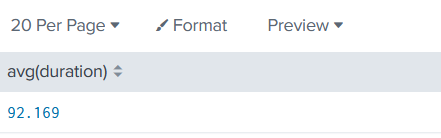 20 Per Page Format Preview
avg(duration)
92.169